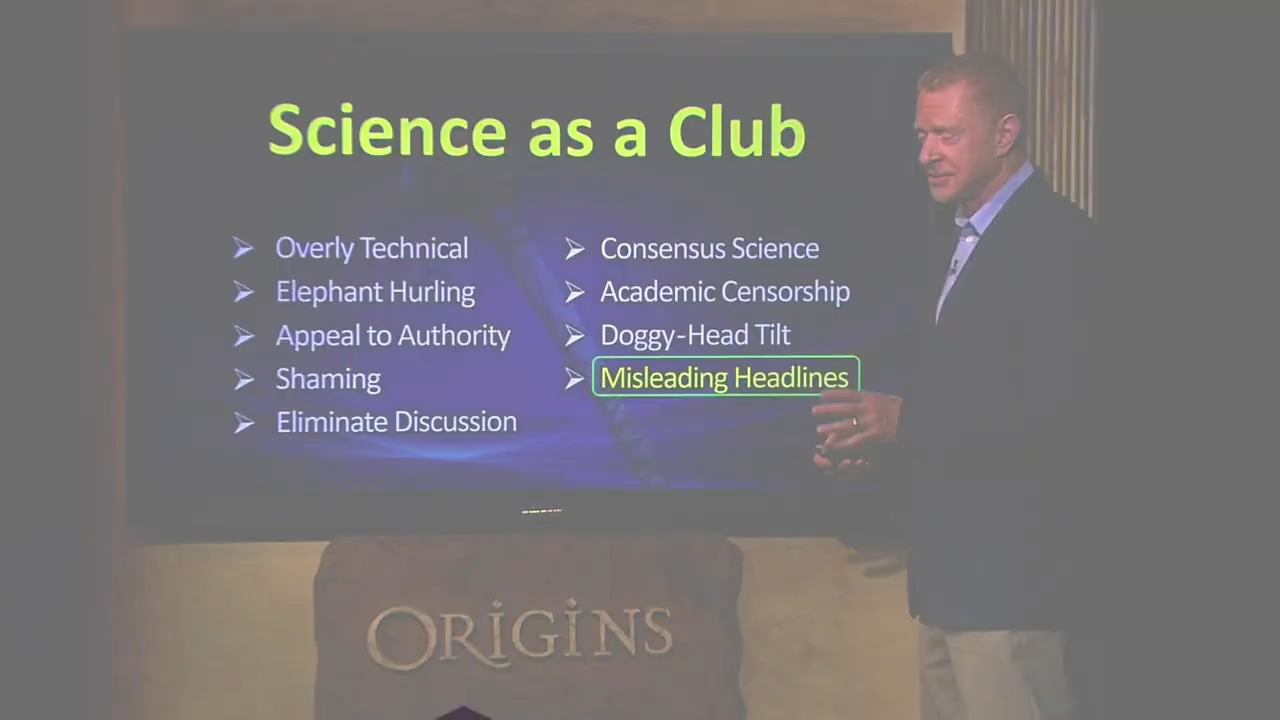 Science as a Club
Overly Technical
Elephant Hurling
Appeal to Authority
Shaming
Eliminate Discussion
Consensus Science
Academic Censorship
Doggy-Head Tilt
Misleading Headlines
ORiGiNS